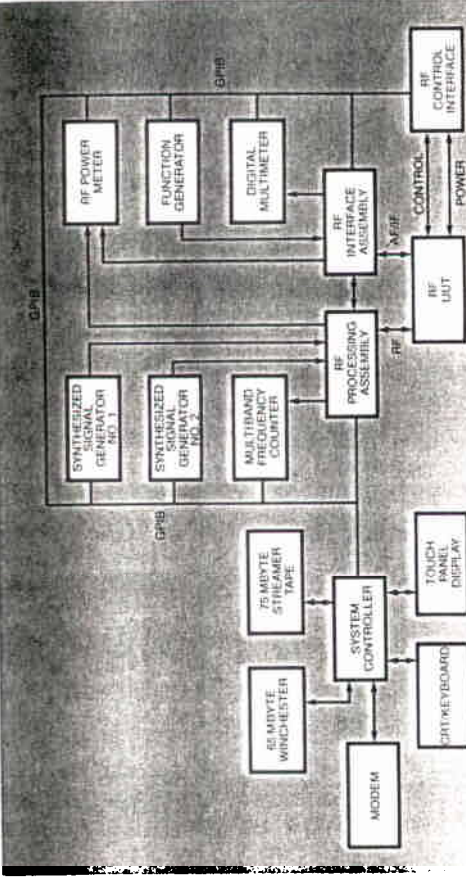 GPIB
GPIB
GPIB
SYNTHESIZED
SIGNAL
GENERATOR
NO. 1
SYNTHESIZED
SIGNAL
GENERATOR
NO. 2
MULTIBAND
FREQUENCY
COUNTER
RF POWER
METER
FUNCTION
GENERATOR
DIGITAL
MULTIMETER
65 MBYTE
WINCHESTER
75 MBYTE
STREAMER
TAPE
MODEM
SYSTEM
CONTROLLER
CRT/KEYBOARD
TOUCH
PANEL
DISPLAY
RF
PROCESSING
ASSEMBLY
RF
INTERFACE
ASSEMBLY
RF
RF
UUT
CONTROL
POWER
RF
CONTROL
INTERFACE